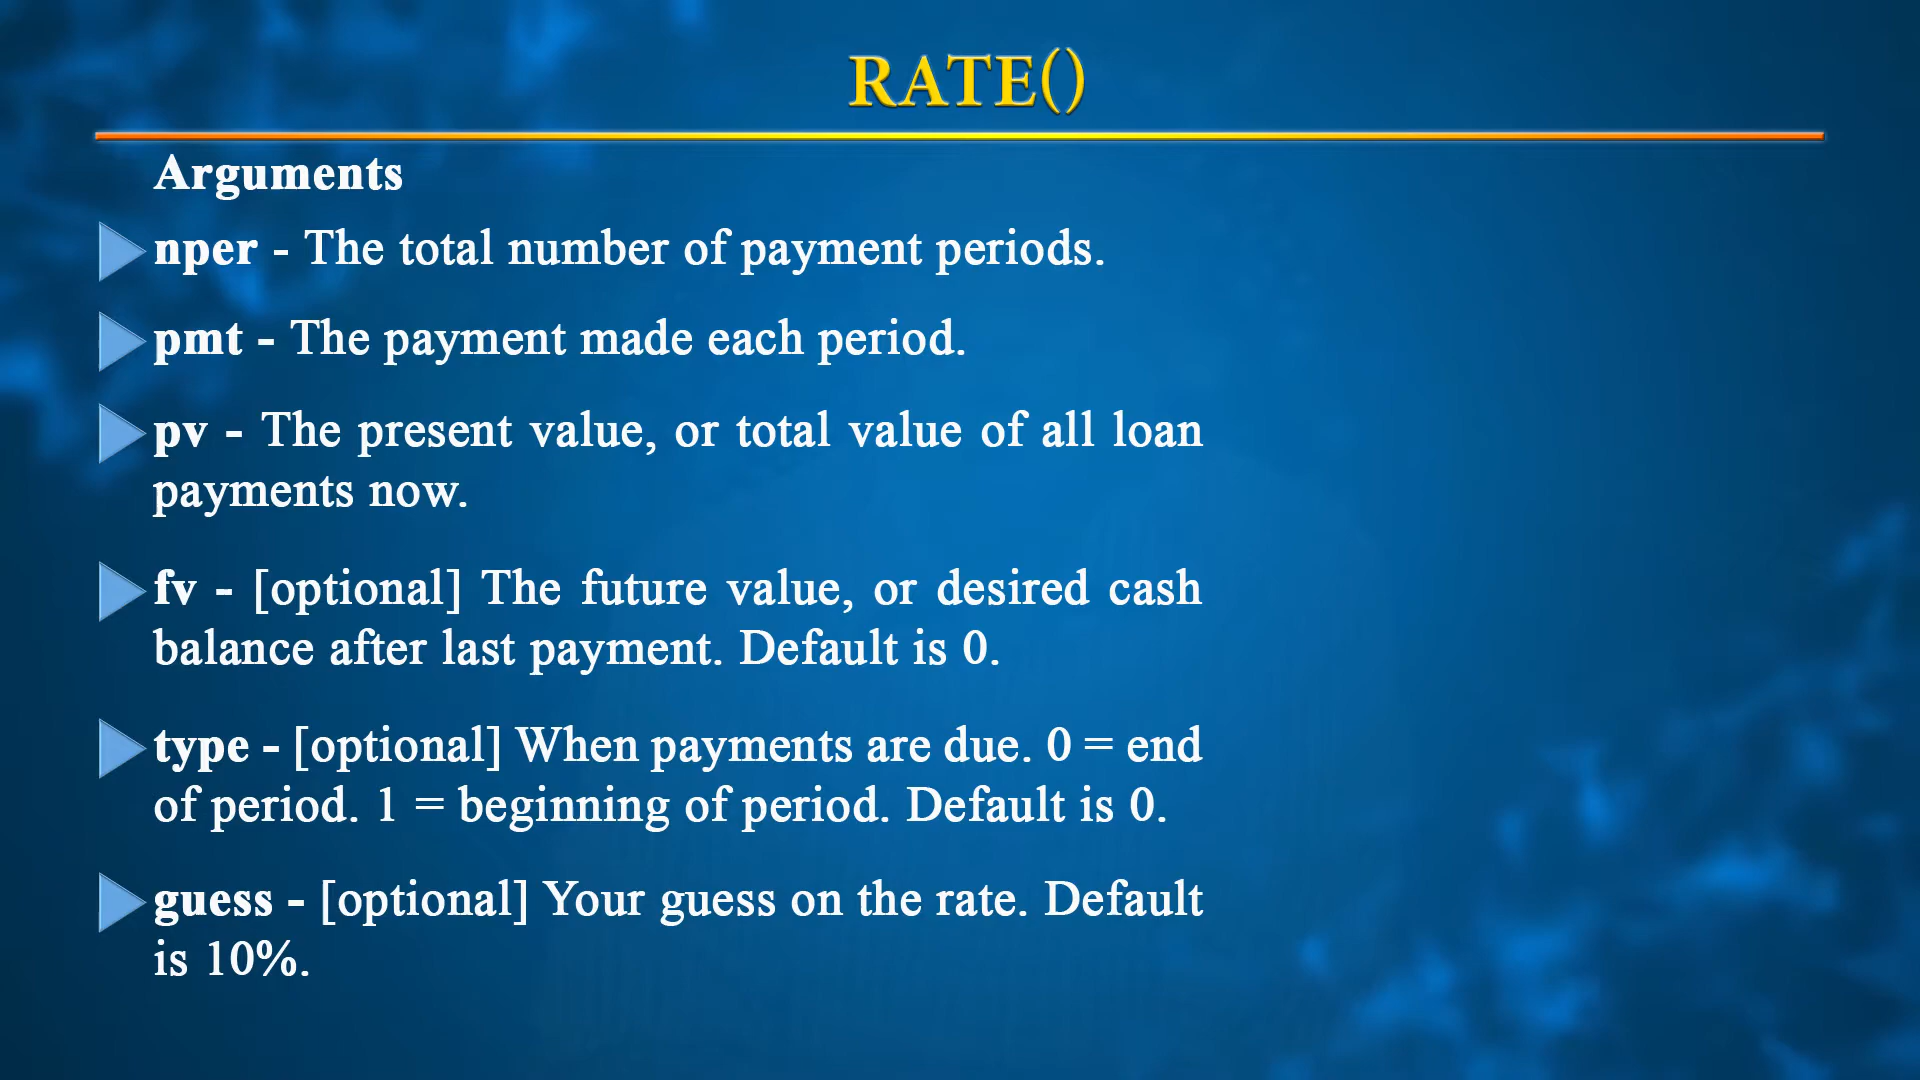 RATE()
Arguments
nper - The total number of payment periods.
pmt - The payment made each period.
pv - The present value, or total value of all loan
payments now.
fv - [optional] The future value, or desired cash
balance after last payment. Default is 0.
type - [optional] When payments are due. 0 = end
of period. 1 = beginning of period. Default is 0.
guess - [optional] Your guess on the rate. Default
is 10%.